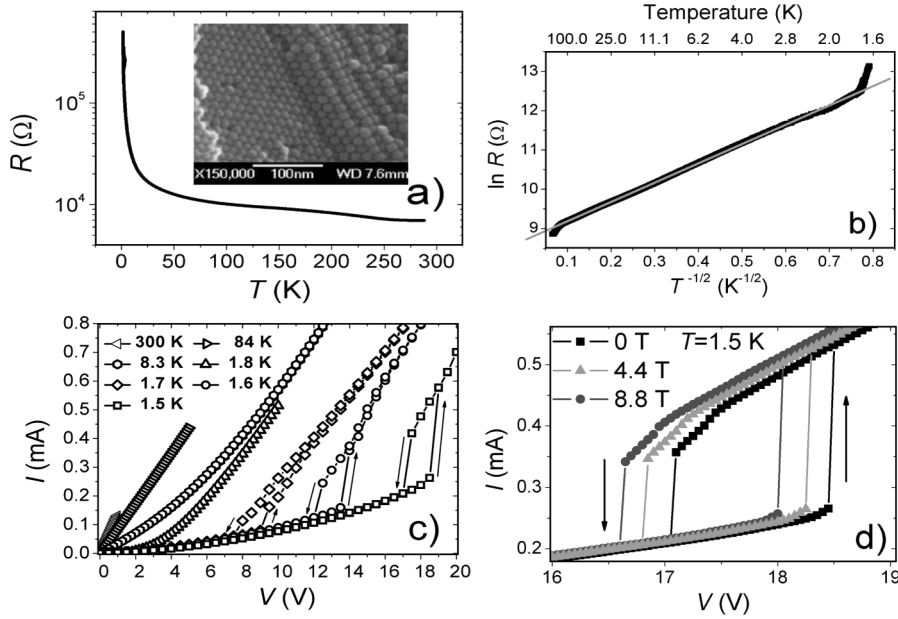 R (Ω)
10^5
10^4
0 50 100 150 200 250 300
T (K)
X150,000 100nm WD 7.6mm
a)
Temperature (K)
100.0 25.0 11.1 6.2 4.0 2.8 2.0 1.6
ln R (Ω)
13
12
11
10
9
0.1 0.2 0.3 0.4 0.5 0.6 0.7 0.8
T^-1/2 (K^-1/2)
b)
I (mA)
0.8
0.7
0.6
0.5
0.4
0.3
0.2
0.1
0.0
300 K 84 K
8.3 K 1.8 K
1.7 K 1.6 K
1.5 K
c)
0 2 4 6 8 10 12 14 16 18 20
V (V)
I (mA)
0.5
0.4
0.3
0.2
0 T T=1.5 K
4.4 T
8.8 T
d)
16 17 18 19
V (V)